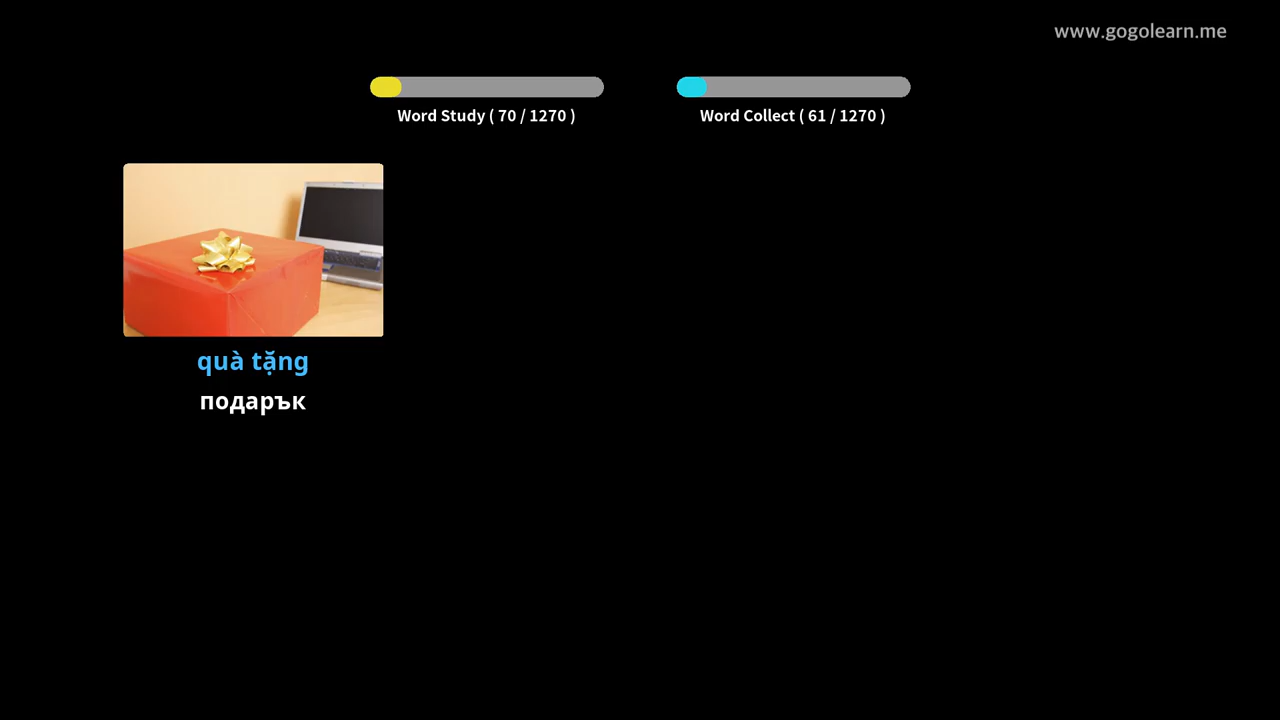 www.gogolearn.me
Word Study ( 70 / 1270 )
Word Collect ( 61 / 1270 )
quà tặng
подарък